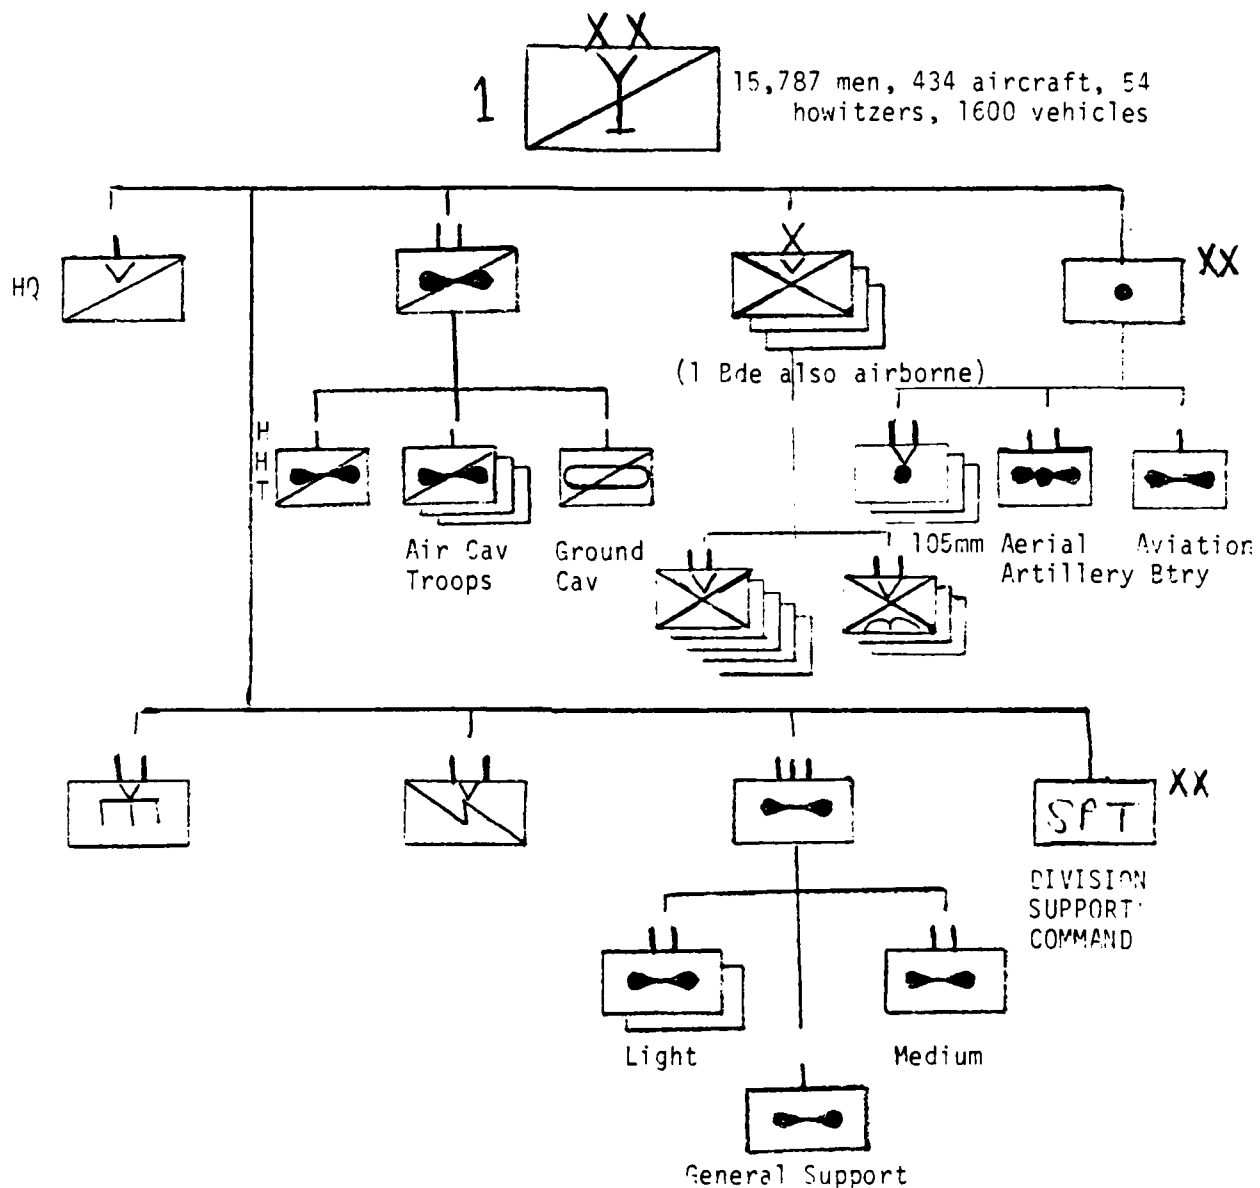 X X
1
15,787 men, 434 aircraft, 54
howitzers, 1600 vehicles
HQ
X
XX
(1 Bde also airborne)
H
H
T
Air Cav
Troops
Ground
Cav
105mm
Aerial
Artillery
Aviation
Btry
SPT
XX
DIVISION
SUPPORT
COMMAND
Light
Medium
General Support